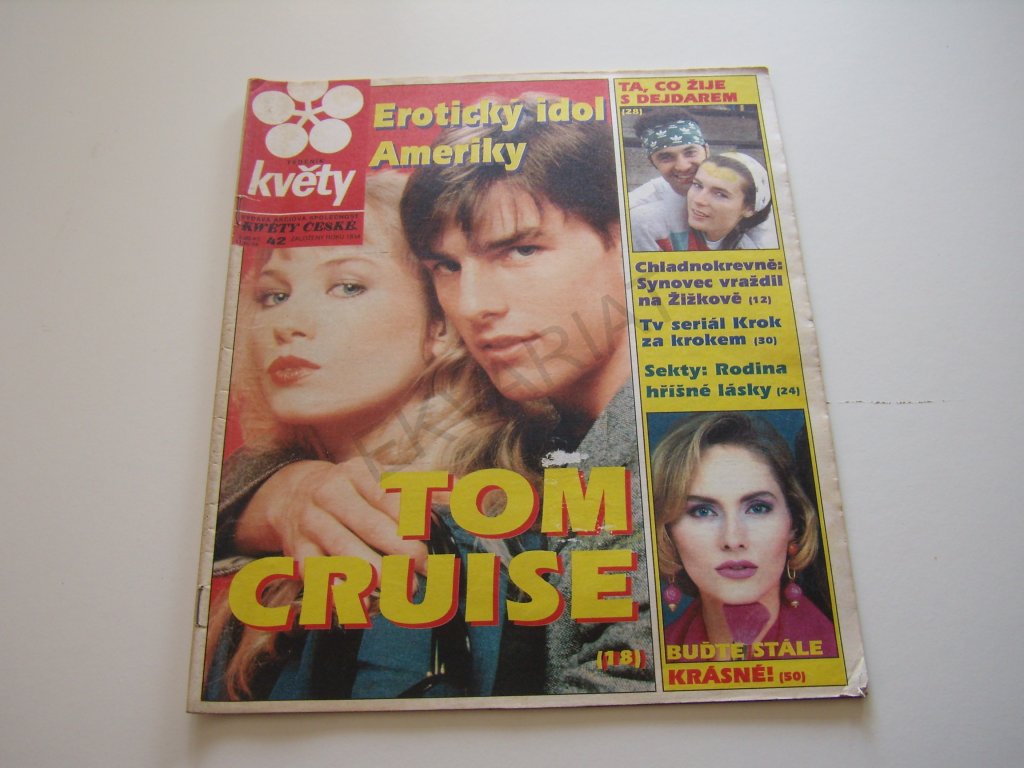 TÝDENÍK
květy
VYDÁVÁ AKCIOVÁ SPOLEČNOST
KWĚTY ČESKÉ.
42 ZALOŽENY ROKU 1834
Erotický idol
Ameriky
TOM
CRUISE
(18)
TA, CO ŽIJE
S DEJDAREM
(28)
Chladnokrevně:
Synovec vraždil
na Žižkově (12)
Tv seriál Krok
za krokem (30)
Sekty: Rodina
hříšné lásky (24)
BUĎTE STÁLE
KRÁSNÉ! (50)